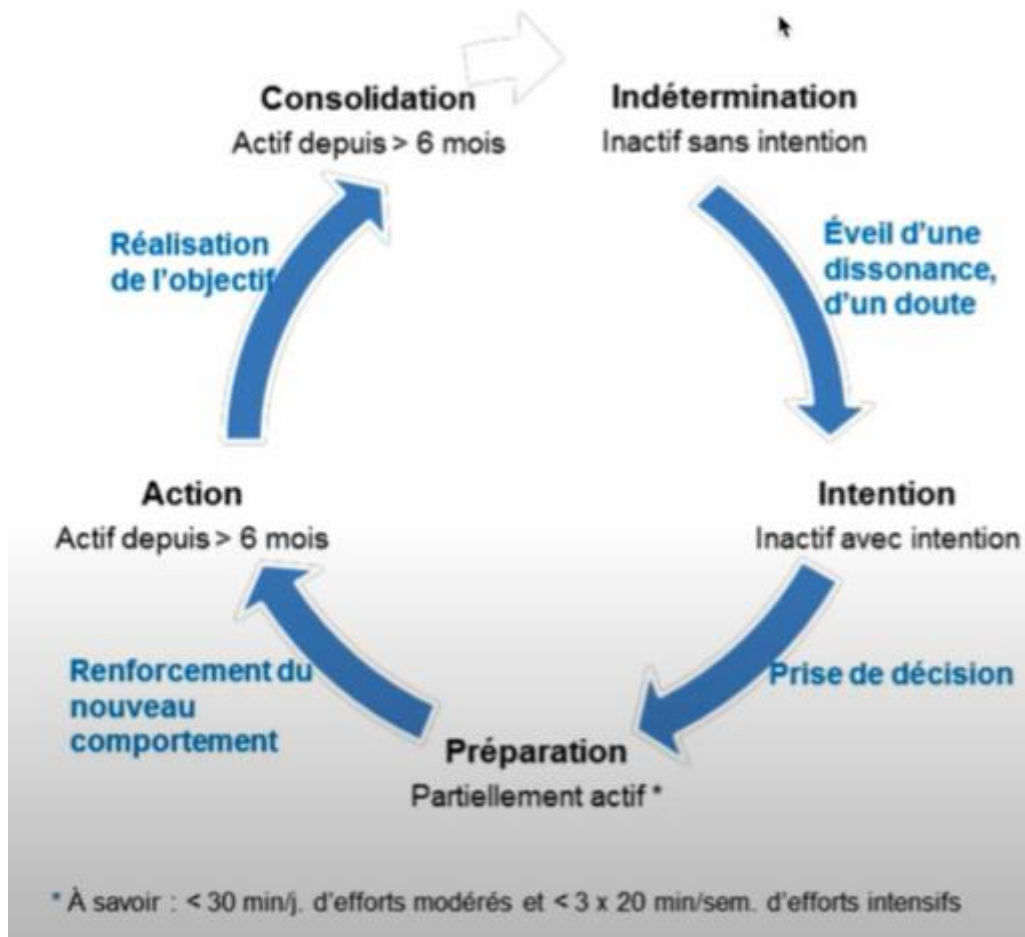 Consolidation
Actif depuis > 6 mois
Indétermination
Inactif sans intention
Éveil d'une
dissonance,
d'un doute
Intention
Inactif avec intention
Prise de décision
Préparation
Partiellement actif *
Renforcement du
nouveau
comportement
Action
Actif depuis > 6 mois
Réalisation
de l'objectif
* À savoir : < 30 min/j. d'efforts modérés et < 3 x 20 min/sem. d'efforts intensifs